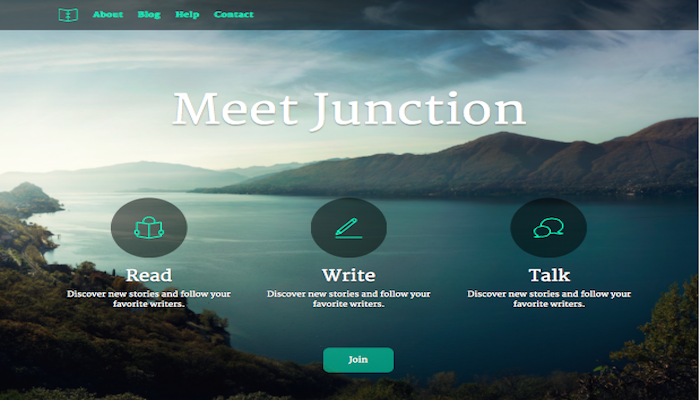 About Blog Help Contact
Meet Junction
Read
Discover new stories and follow your
favorite writers.
Write
Discover new stories and follow your
favorite writers.
Talk
Discover new stories and follow your
favorite writers.
Join